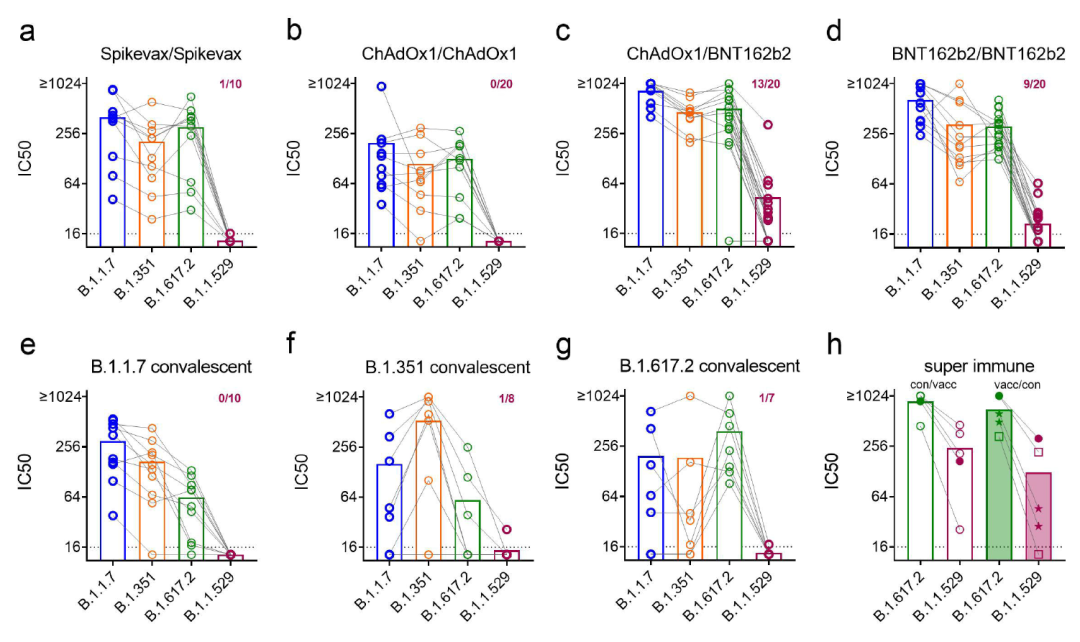 a
Spikevax/Spikevax
IC50
≥1024
256
64
16
1/10
B.1.1.7
B.1.351
B.1.617.2
B.1.1.529
b
ChAdOx1/ChAdOx1
IC50
≥1024
256
64
16
0/20
B.1.1.7
B.1.351
B.1.617.2
B.1.1.529
c
ChAdOx1/BNT162b2
IC50
≥1024
256
64
16
13/20
B.1.1.7
B.1.351
B.1.617.2
B.1.1.529
d
BNT162b2/BNT162b2
IC50
≥1024
256
64
16
9/20
B.1.1.7
B.1.351
B.1.617.2
B.1.1.529
e
B.1.1.7 convalescent
IC50
≥1024
256
64
16
0/10
B.1.1.7
B.1.351
B.1.617.2
B.1.1.529
f
B.1.351 convalescent
IC50
≥1024
256
64
16
1/8
B.1.1.7
B.1.351
B.1.617.2
B.1.1.529
g
B.1.617.2 convalescent
IC50
≥1024
256
64
16
1/7
B.1.1.7
B.1.351
B.1.617.2
B.1.1.529
h
super immune
con/vacc
vacc/con
IC50
≥1024
256
64
16
B.1.617.2
B.1.1.529
B.1.617.2
B.1.1.529